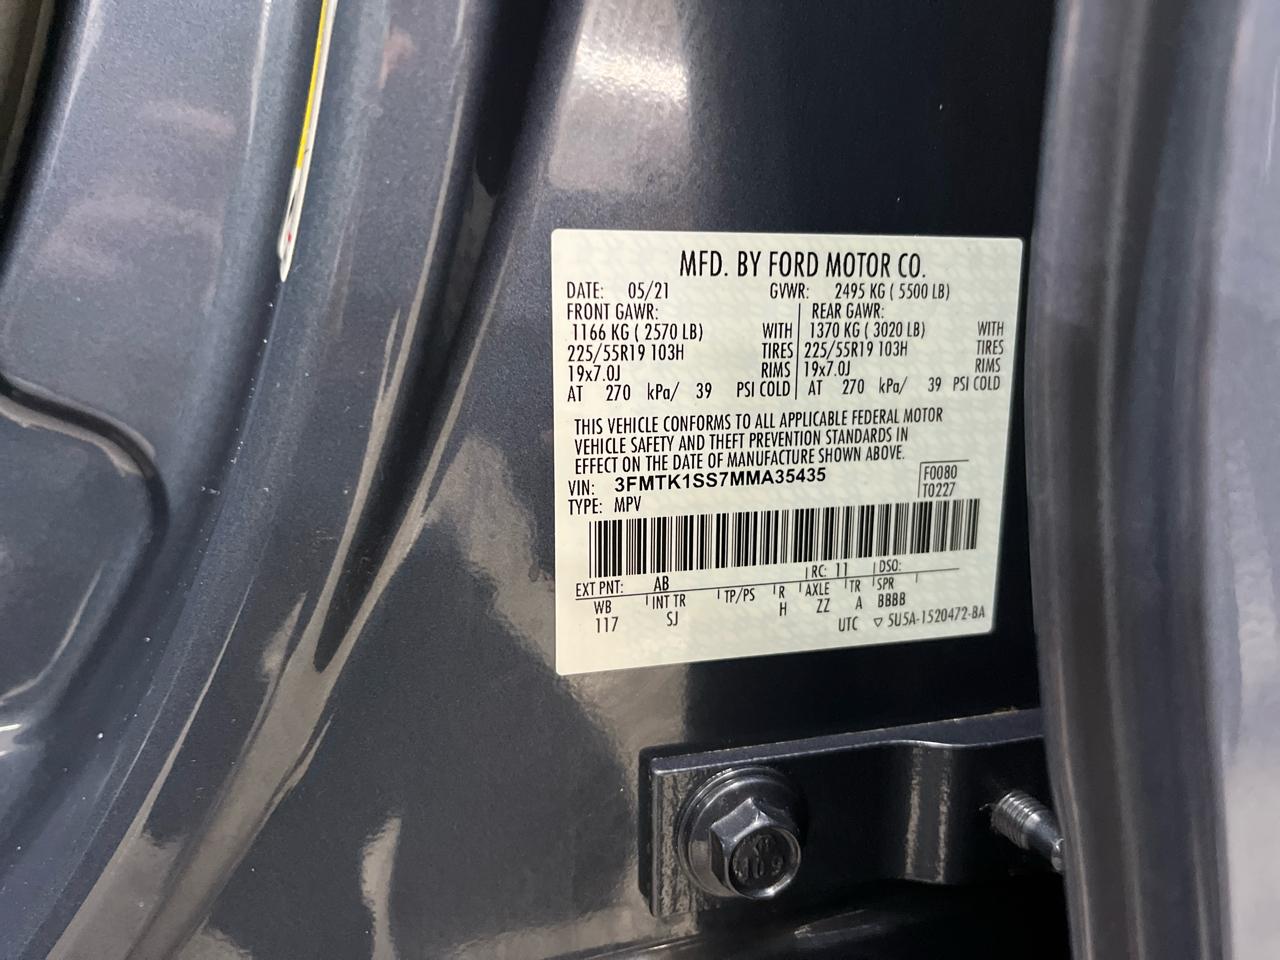 MFD. BY FORD MOTOR CO.
DATE: 05/21 GVWR: 2495 KG ( 5500 LB)
FRONT GAWR: REAR GAWR:
1166 KG ( 2570 LB) WITH 1370 KG ( 3020 LB) WITH
225/55R19 103H TIRES 225/55R19 103H TIRES
19x7.0J RIMS 19x7.0J RIMS
AT 270 kPa/ 39 PSI COLD AT 270 kPa/ 39 PSI COLD
THIS VEHICLE CONFORMS TO ALL APPLICABLE FEDERAL MOTOR
VEHICLE SAFETY AND THEFT PREVENTION STANDARDS IN
EFFECT ON THE DATE OF MANUFACTURE SHOWN ABOVE.
VIN: 3FMTK1SS7MMA35435 F0080
TYPE: MPV T0227
EXT PNT: AB RC: 11 DSO:
WB INT TR TP/PS R AXLE TR SPR
117 SJ H ZZ A BBBB
UTC ▽ 5U5A-1520472-BA